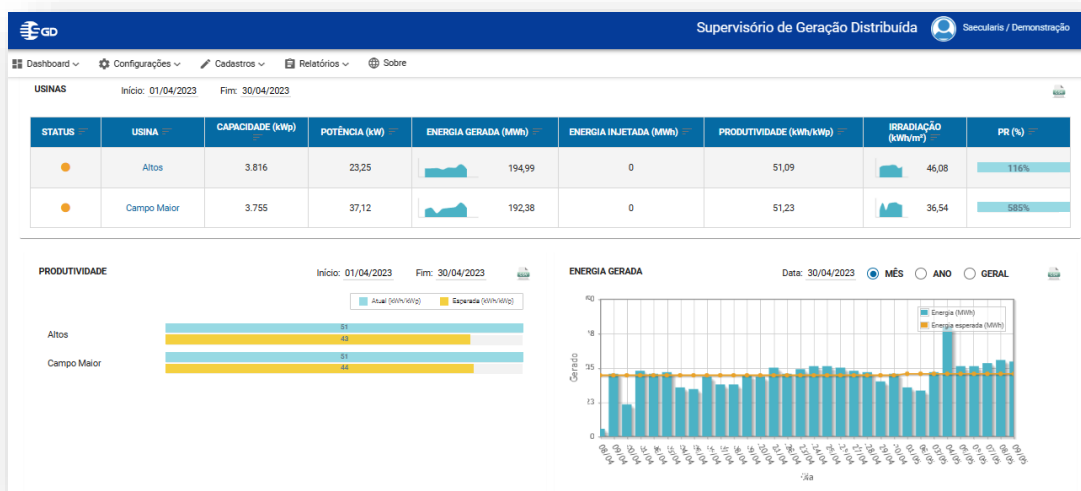 GD
Supervisório de Geração Distribuída
Saecularis / Demonstração
Dashboard
Configurações
Cadastros
Relatórios
Sobre
USINAS
Início: 01/04/2023
Fim: 30/04/2023
STATUS
USINA
CAPACIDADE (kWp)
POTÊNCIA (kW)
ENERGIA GERADA (MWh)
ENERGIA INJETADA (MWh)
PRODUTIVIDADE (kWh/kWp)
IRRADIAÇÃO
(kWh/m²)
PR (%)
Altos
3.816
23,25
194,99
0
51,09
46,08
116%
Campo Maior
3.755
37,12
192,38
0
51,23
36,54
585%
PRODUTIVIDADE
Início: 01/04/2023
Fim: 30/04/2023
Atual (kWh/kWp)
Esperada (kWh/kWp)
Altos
51
43
Campo Maior
51
44
ENERGIA GERADA
Data: 30/04/2023
MÊS
ANO
GERAL
Energia (MWh)
Energia esperada (MWh)
Gerado
0
08/04
09/04